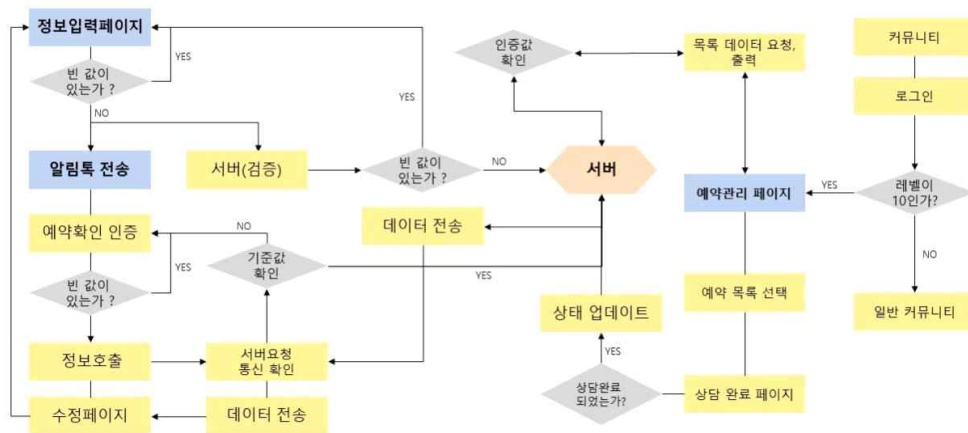 정보입력페이지
YES
빈 값이
있는가 ?
NO
알림톡 전송
서버(검증)
YES
빈 값이
있는가 ?
NO
서버
인증값
확인
목록 데이터 요청,
출력
커뮤니티
로그인
레벨이
10인가?
YES
예약관리 페이지
NO
일반 커뮤니티
예약확인 인증
NO
기준값
확인
YES
데이터 전송
YES
빈 값이
있는가 ?
정보호출
서버요청
통신 확인
수정페이지
데이터 전송
상태 업데이트
YES
상담완료
되었는가?
예약 목록 선택
상담 완료 페이지